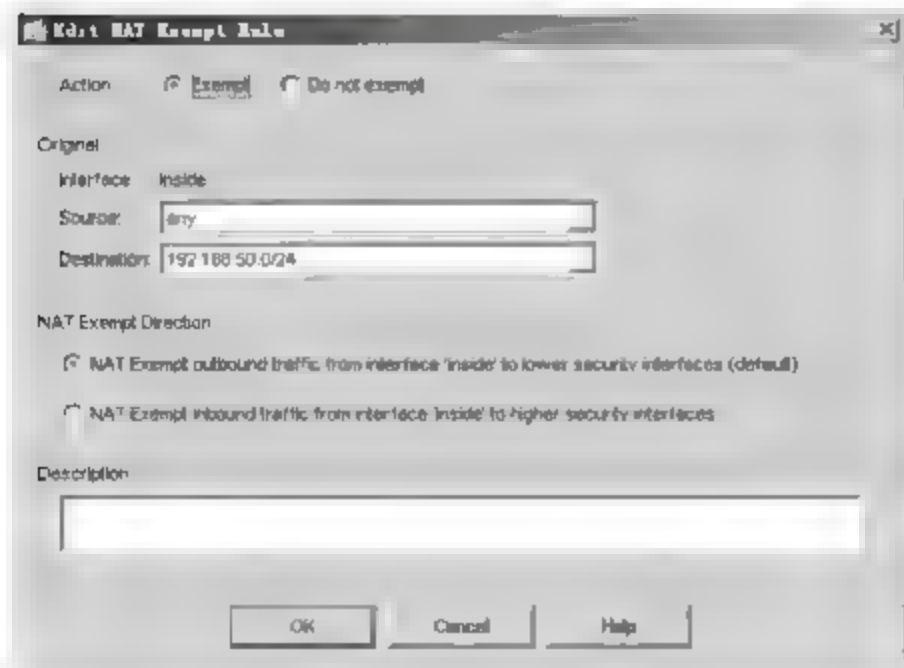 Edit NAT Exempt Rule
Action Exempt Do not exempt
Original
Interface Inside
Source: any
Destination: 192.168.50.0/24
NAT Exempt Direction
NAT Exempt outbound traffic from interface 'inside' to lower security interfaces (default)
NAT Exempt inbound traffic from interface 'inside' to higher security interfaces
Description
OK Cancel Help